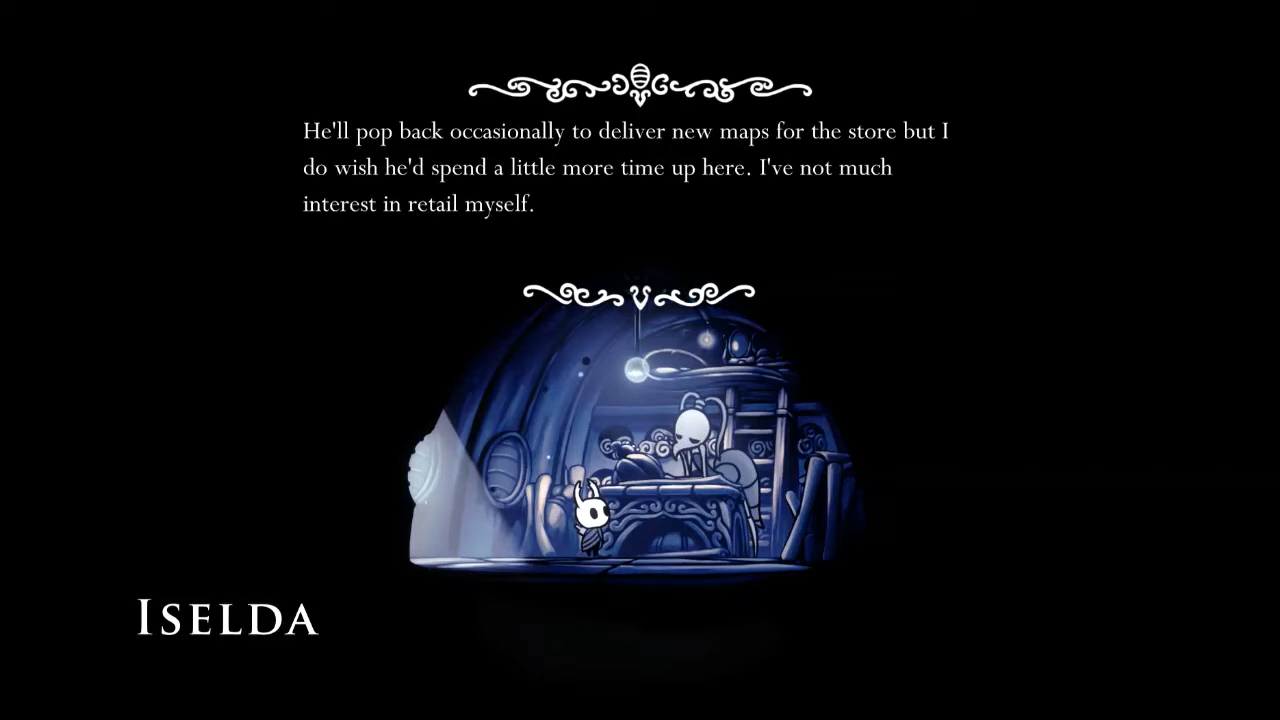 He'll pop back occasionally to deliver new maps for the store but I
do wish he'd spend a little more time up here. I've not much
interest in retail myself.
Iselda